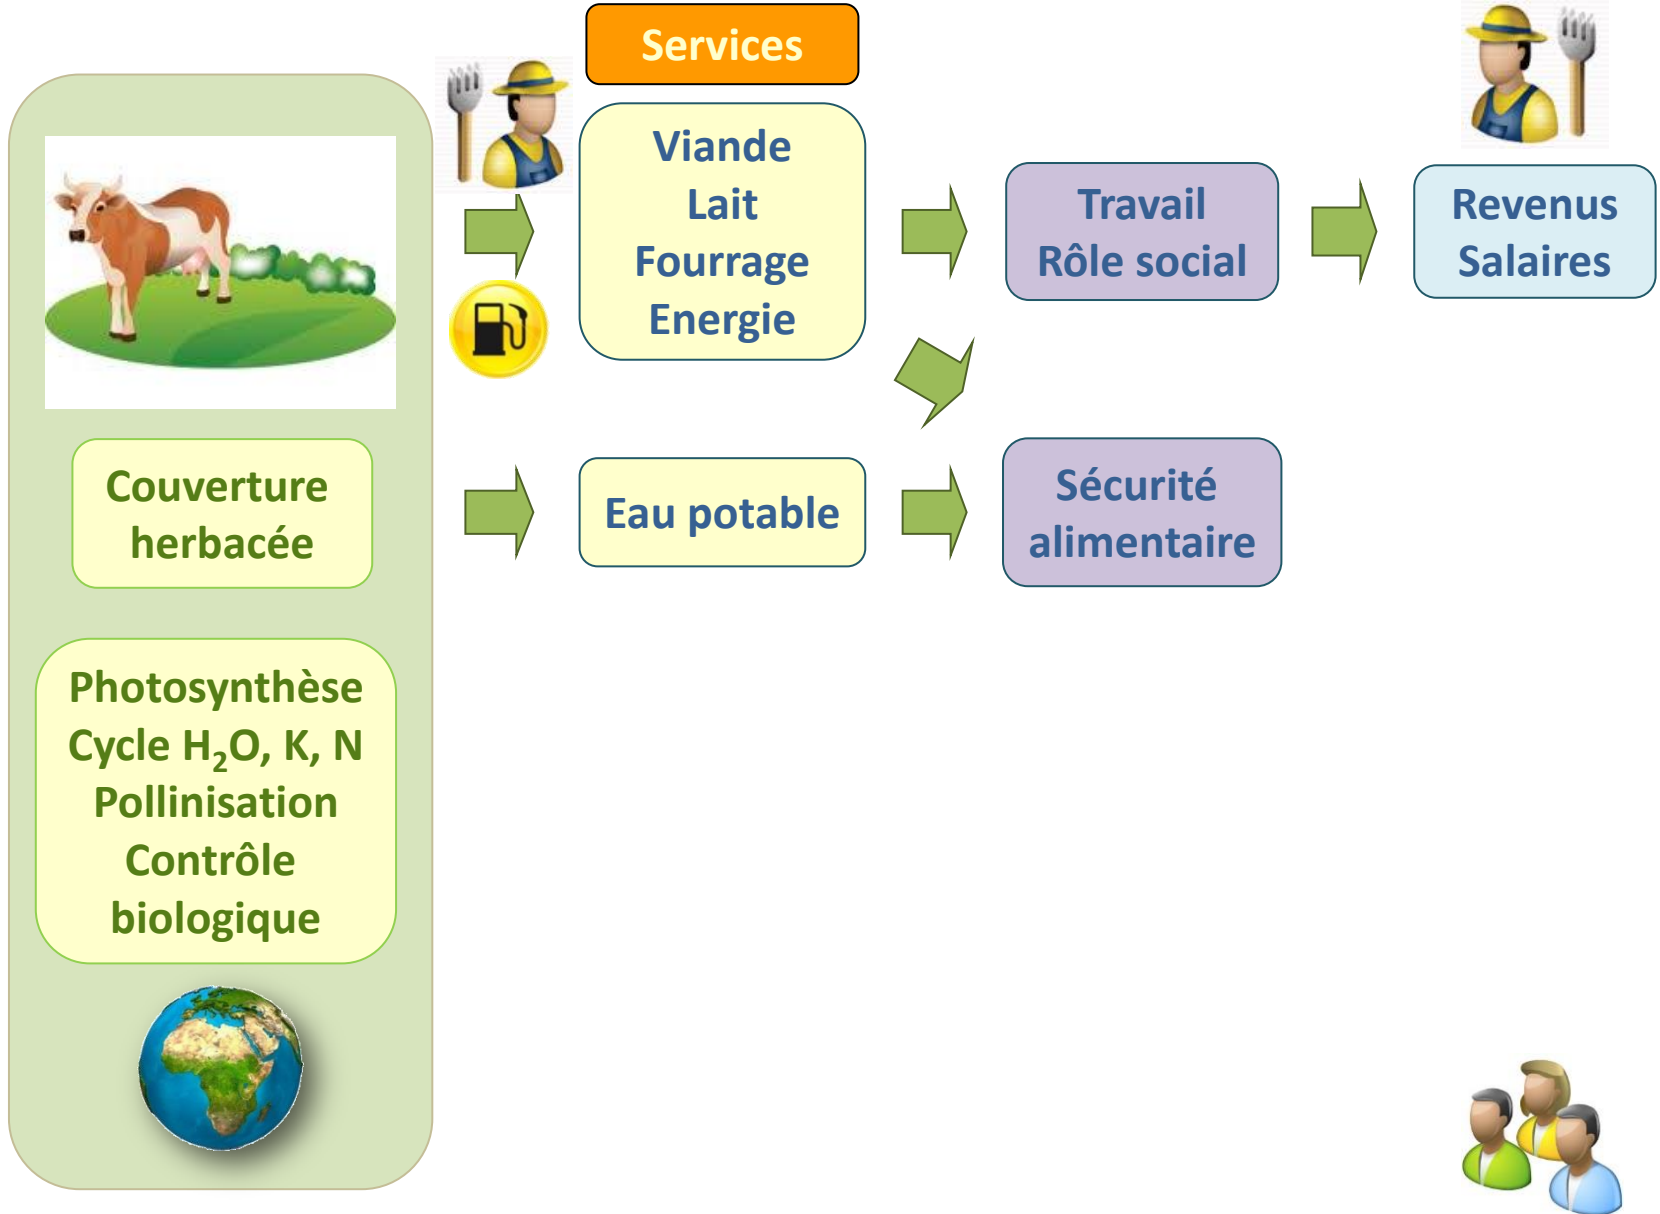 Services
Viande
Lait
Fourrage
Energie
Travail
Rôle social
Revenus
Salaires
Couverture
herbacée
Eau potable
Sécurité
alimentaire
Photosynthèse
Cycle H₂O, K, N
Pollinisation
Contrôle
biologique